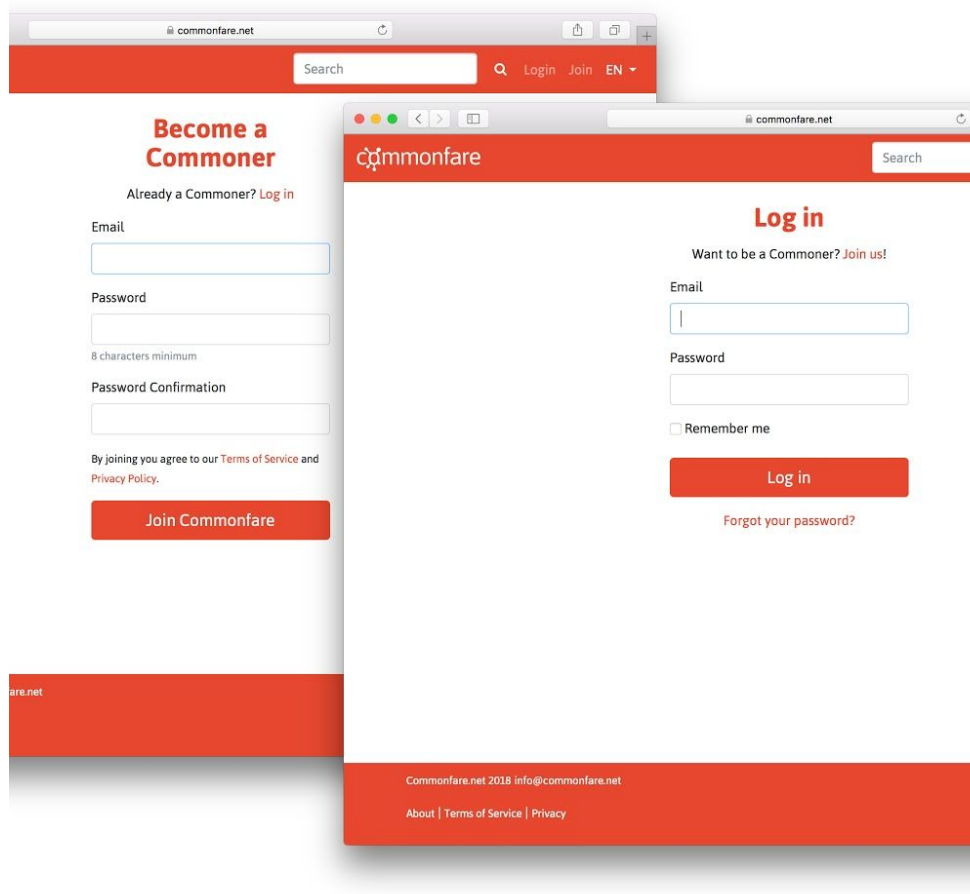 commonfare.net
Search
Login Join EN
Become a
Commoner
Already a Commoner? Log in
Email
Password
8 characters minimum
Password Confirmation
By joining you agree to our Terms of Service and
Privacy Policy.
Join Commonfare
are.net
commonfare.net
commonfare
Search
Log in
Want to be a Commoner? Join us!
Email
Password
Remember me
Log in
Forgot your password?
Commonfare.net 2018 info@commonfare.net
About | Terms of Service | Privacy